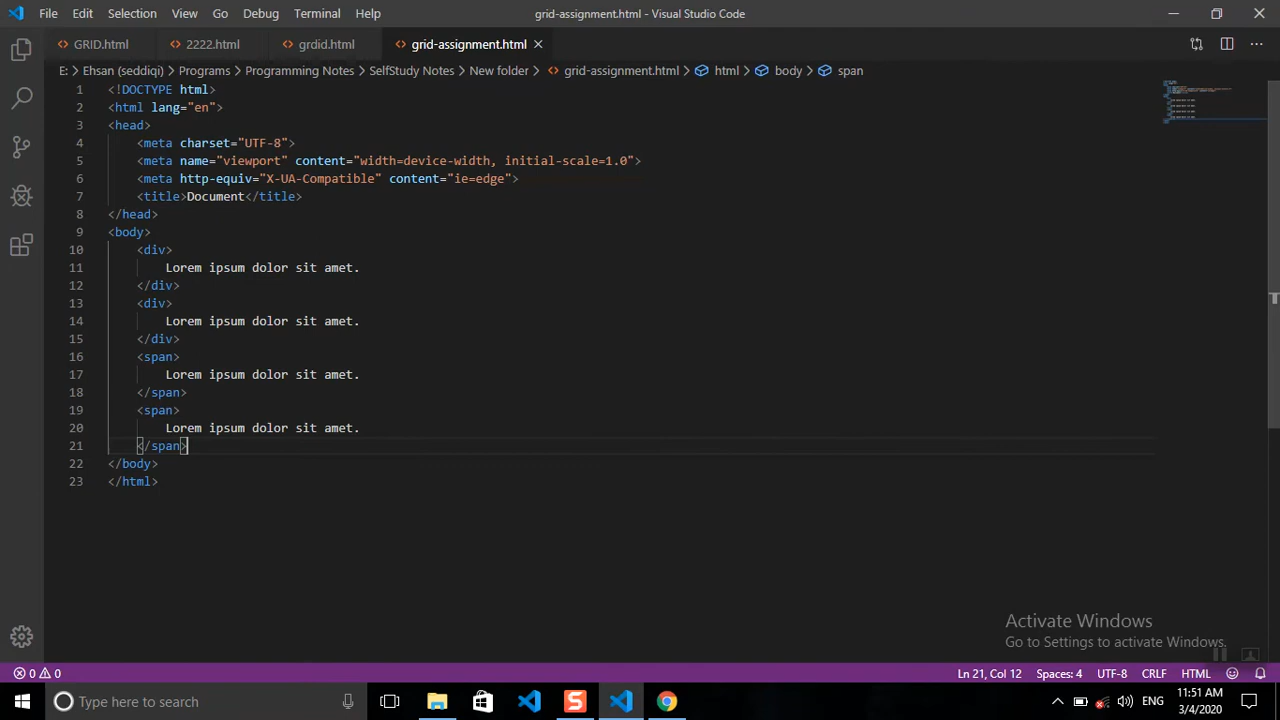 File Edit Selection View Go Debug Terminal Help grid-assignment.html - Visual Studio Code
GRID.html 2222.html grdid.html grid-assignment.html
E: > Ehsan (seddiqi) > Programs > Programming Notes > SelfStudy Notes > New folder > grid-assignment.html > html > body > span
1 <!DOCTYPE html>
2 <html lang="en">
3 <head>
4 <meta charset="UTF-8">
5 <meta name="viewport" content="width=device-width, initial-scale=1.0">
6 <meta http-equiv="X-UA-Compatible" content="ie=edge">
7 <title>Document</title>
8 </head>
9 <body>
10 <div>
11 Lorem ipsum dolor sit amet.
12 </div>
13 <div>
14 Lorem ipsum dolor sit amet.
15 </div>
16 <span>
17 Lorem ipsum dolor sit amet.
18 </span>
19 <span>
20 Lorem ipsum dolor sit amet.
21 </span>
22 </body>
23 </html>
Activate Windows
Go to Settings to activate Windows.
0 0 Ln 21, Col 12 Spaces: 4 UTF-8 CRLF HTML
Type here to search ENG 11:51 AM
3/4/2020